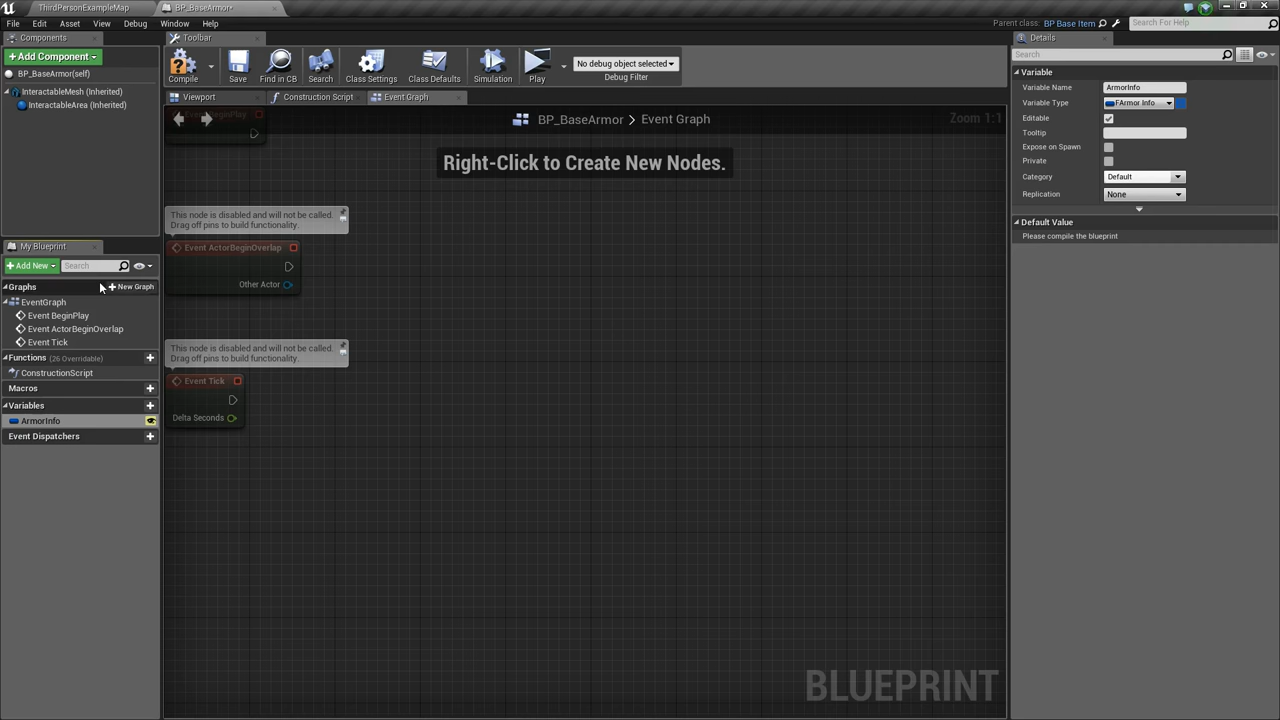 ThirdPersonExampleMap
BP_BaseArmor*
File Edit Asset View Debug Window Help
Parent class: BP Base Item
Search For Help
Components
Toolbar
Details
+Add Component
Search
BP_BaseArmor(self)
InteractableMesh (Inherited)
InteractableArea (Inherited)
Compile
Save
Find in CB
Search
Class Settings
Class Defaults
Simulation
Play
No debug object selected
Debug Filter
Viewport
Construction Script
Event Graph
BP_BaseArmor > Event Graph
Zoom 1:1
Right-Click to Create New Nodes.
This node is disabled and will not be called.
Drag off pins to build functionality.
Event ActorBeginOverlap
Other Actor
This node is disabled and will not be called.
Drag off pins to build functionality.
Event Tick
Delta Seconds
BLUEPRINT
My Blueprint
+Add New
Search
Graphs
+ New Graph
EventGraph
Event BeginPlay
Event ActorBeginOverlap
Event Tick
Functions (26 Overridable)
ConstructionScript
Macros
Variables
ArmorInfo
Event Dispatchers
Variable
Variable Name ArmorInfo
Variable Type FArmor Info
Editable
Tooltip
Expose on Spawn
Private
Category Default
Replication None
Default Value
Please compile the blueprint